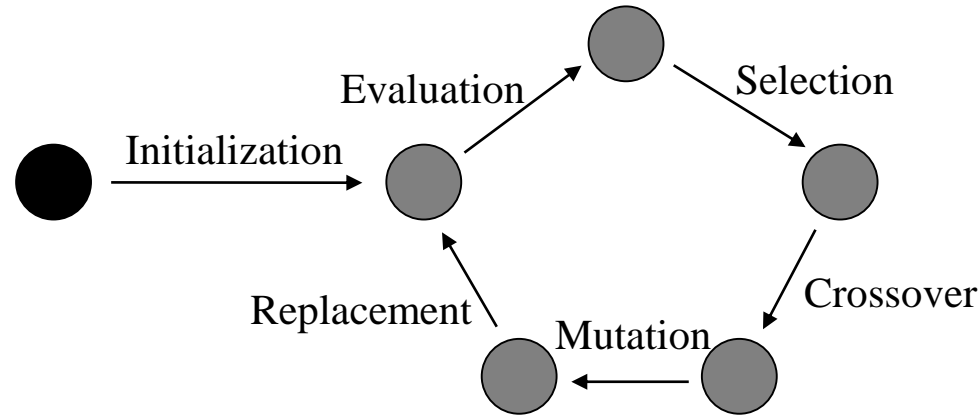 Evaluation
Selection
Initialization
Crossover
Replacement
Mutation